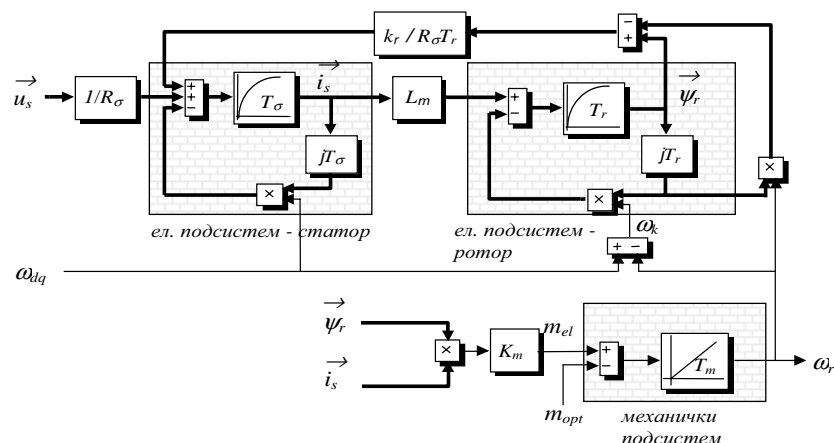 k_r / R_σT_r
−
+
u_s
1/R_σ
+
+
−
T_σ
i_s
L_m
+
−
T_r
ψ_r
jT_σ
jT_r
×
×
×
ел. подсистем - статор
ел. подсистем -
ротор
ω_k
+ −
ω_dq
ψ_r
×
K_m
m_el
+
−
T_m
ω_r
i_s
m_opt
механички
подсистем